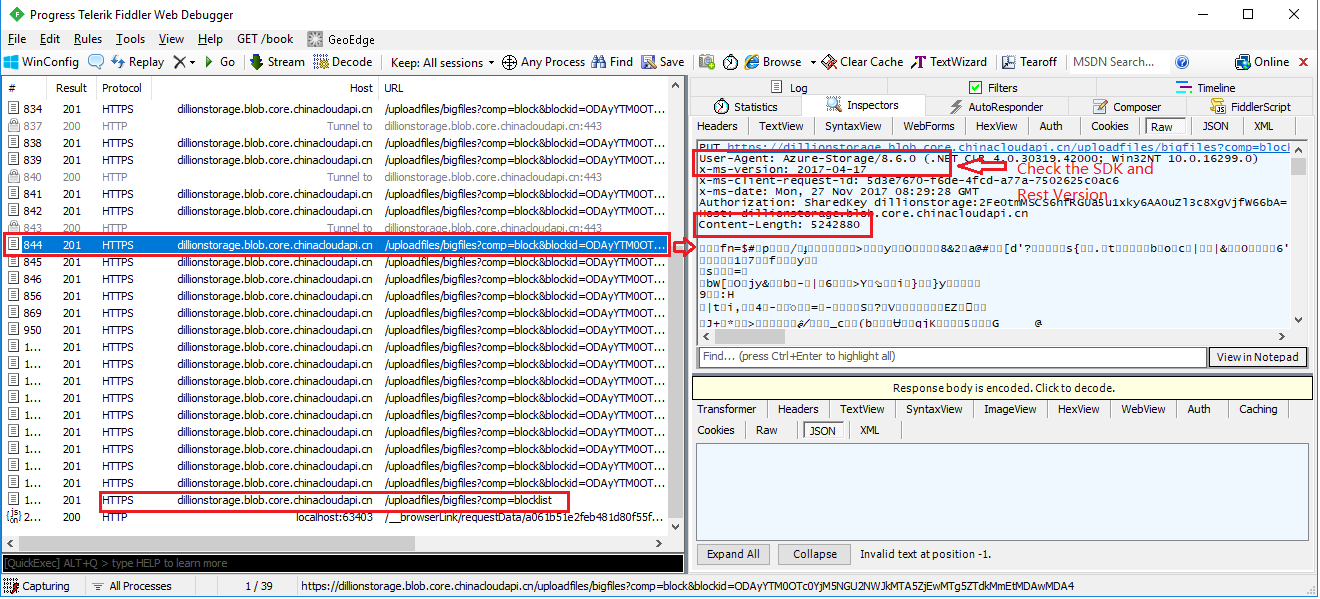 Progress Telerik Fiddler Web Debugger
File Edit Rules Tools View Help GET /book GeoEdge
WinConfig Replay Go Stream Decode Keep: All sessions Any Process Find Save Browse Clear Cache TextWizard Tearoff MSDN Search... Online
# Result Protocol Host URL
834 201 HTTPS dillionstorage.blob.core.chinacloudapi.cn /uploadfiles/bigfiles?comp=block&blockid=ODAyYTM0OT...
837 200 HTTP Tunnel to dillionstorage.blob.core.chinacloudapi.cn:443
838 201 HTTPS dillionstorage.blob.core.chinacloudapi.cn /uploadfiles/bigfiles?comp=block&blockid=ODAyYTM0OT...
839 201 HTTPS dillionstorage.blob.core.chinacloudapi.cn /uploadfiles/bigfiles?comp=block&blockid=ODAyYTM0OT...
840 200 HTTP Tunnel to dillionstorage.blob.core.chinacloudapi.cn:443
841 201 HTTPS dillionstorage.blob.core.chinacloudapi.cn /uploadfiles/bigfiles?comp=block&blockid=ODAyYTM0OT...
842 201 HTTPS dillionstorage.blob.core.chinacloudapi.cn /uploadfiles/bigfiles?comp=block&blockid=ODAyYTM0OT...
843 200 HTTP Tunnel to dillionstorage.blob.core.chinacloudapi.cn:443
844 201 HTTPS dillionstorage.blob.core.chinacloudapi.cn /uploadfiles/bigfiles?comp=block&blockid=ODAyYTM0OT...
845 201 HTTPS dillionstorage.blob.core.chinacloudapi.cn /uploadfiles/bigfiles?comp=block&blockid=ODAyYTM0OT...
846 201 HTTPS dillionstorage.blob.core.chinacloudapi.cn /uploadfiles/bigfiles?comp=block&blockid=ODAyYTM0OT...
856 201 HTTPS dillionstorage.blob.core.chinacloudapi.cn /uploadfiles/bigfiles?comp=block&blockid=ODAyYTM0OT...
869 201 HTTPS dillionstorage.blob.core.chinacloudapi.cn /uploadfiles/bigfiles?comp=block&blockid=ODAyYTM0OT...
950 201 HTTPS dillionstorage.blob.core.chinacloudapi.cn /uploadfiles/bigfiles?comp=block&blockid=ODAyYTM0OT...
1... 201 HTTPS dillionstorage.blob.core.chinacloudapi.cn /uploadfiles/bigfiles?comp=block&blockid=ODAyYTM0OT...
1... 201 HTTPS dillionstorage.blob.core.chinacloudapi.cn /uploadfiles/bigfiles?comp=block&blockid=ODAyYTM0OT...
1... 201 HTTPS dillionstorage.blob.core.chinacloudapi.cn /uploadfiles/bigfiles?comp=block&blockid=ODAyYTM0OT...
1... 201 HTTPS dillionstorage.blob.core.chinacloudapi.cn /uploadfiles/bigfiles?comp=block&blockid=ODAyYTM0OT...
1... 201 HTTPS dillionstorage.blob.core.chinacloudapi.cn /uploadfiles/bigfiles?comp=block&blockid=ODAyYTM0OT...
1... 201 HTTPS dillionstorage.blob.core.chinacloudapi.cn /uploadfiles/bigfiles?comp=block&blockid=ODAyYTM0OT...
1... 201 HTTPS dillionstorage.blob.core.chinacloudapi.cn /uploadfiles/bigfiles?comp=block&blockid=ODAyYTM0OT...
1... 201 HTTPS dillionstorage.blob.core.chinacloudapi.cn /uploadfiles/bigfiles?comp=block&blockid=ODAyYTM0OT...
1... 201 HTTPS dillionstorage.blob.core.chinacloudapi.cn /uploadfiles/bigfiles?comp=block&blockid=ODAyYTM0OT...
1... 201 HTTPS dillionstorage.blob.core.chinacloudapi.cn /uploadfiles/bigfiles?comp=blocklist
2... 200 HTTP localhost:63403 /__browserLink/requestData/a061b51e2feb481d80f55f...
[QuickExec] ALT+Q > type HELP to learn more
Log Filters Timeline
Statistics Inspectors AutoResponder Composer FiddlerScript
Headers TextView SyntaxView WebForms HexView Auth Cookies Raw JSON XML
PUT https://dillionstorage.blob.core.chinacloudapi.cn/uploadfiles/bigfiles?comp=block
User-Agent: Azure-Storage/8.6.0 (.NET CLR 4.0.30319.42000; Win32NT 10.0.16299.0)
x-ms-version: 2017-04-17
x-ms-client-request-id: 5d3e7670-f6de-4fcd-a77a-7502625c0ac6
x-ms-date: Mon, 27 Nov 2017 08:29:28 GMT
Authorization: SharedKey
Host: dillionstorage.blob.core.chinacloudapi.cn
Content-Length: 5242880
Check the SDK and
Rest Version
Find... (press Ctrl+Enter to highlight all) View in Notepad
Response body is encoded. Click to decode.
Transformer Headers TextView SyntaxView ImageView HexView WebView Auth Caching
Cookies Raw JSON XML
Expand All Collapse Invalid text at position -1.
Capturing All Processes 1 / 39 https://dillionstorage.blob.core.chinacloudapi.cn/uploadfiles/bigfiles?comp=block&blockid=ODAyYTM0OTc0YjM5NGU2NWJkMTA5ZjEwMTg5ZTdkMmEtMDAwMDA4